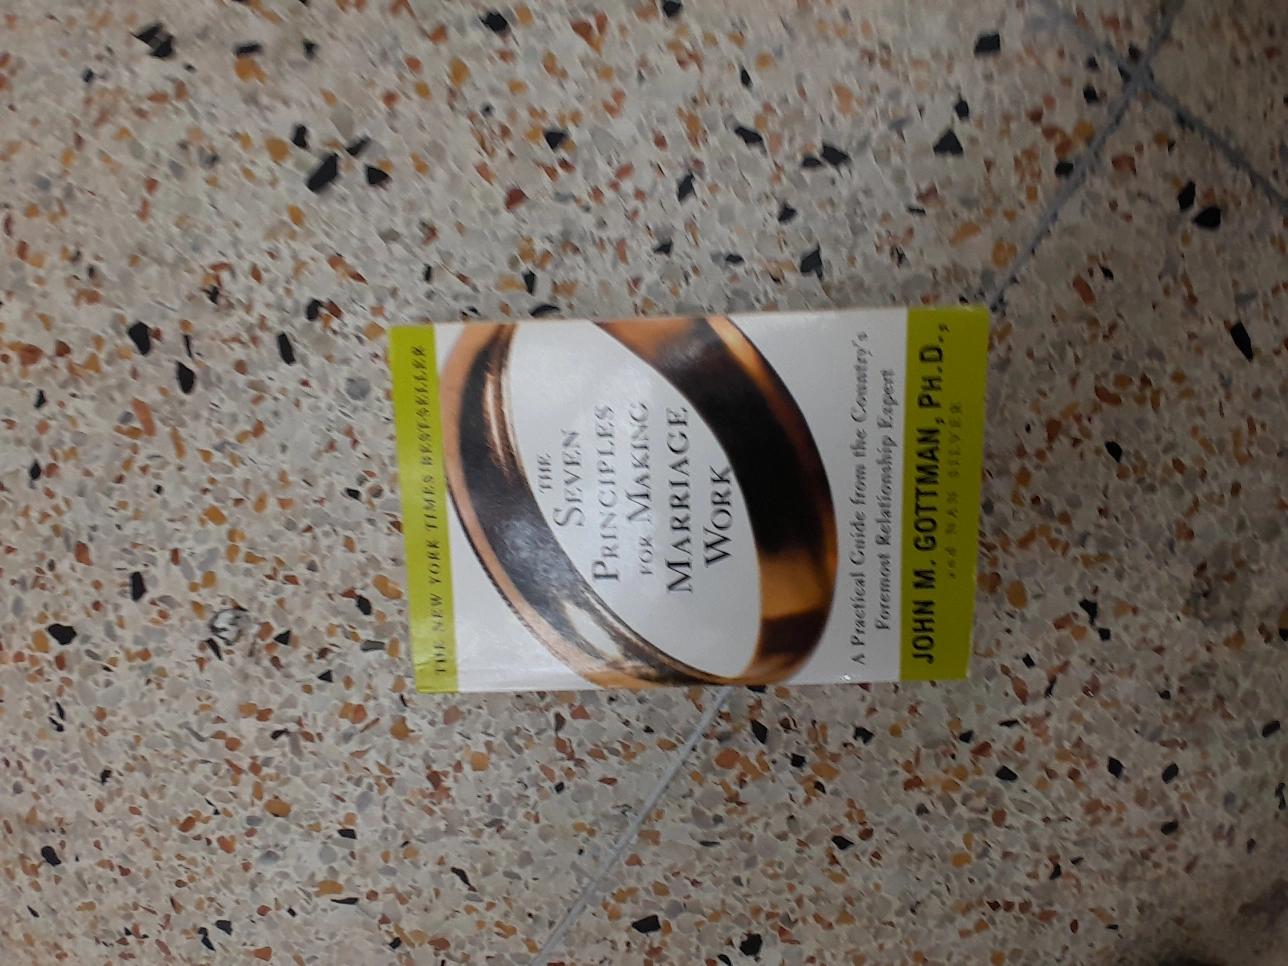 THE NEW YORK TIMES BESTSELLER
THE
SEVEN
PRINCIPLES
FOR MAKING
MARRIAGE
WORK
A Practical Guide from the Country's
Foremost Relationship Expert
JOHN M. GOTTMAN, PH.D.,
and NAN SILVER